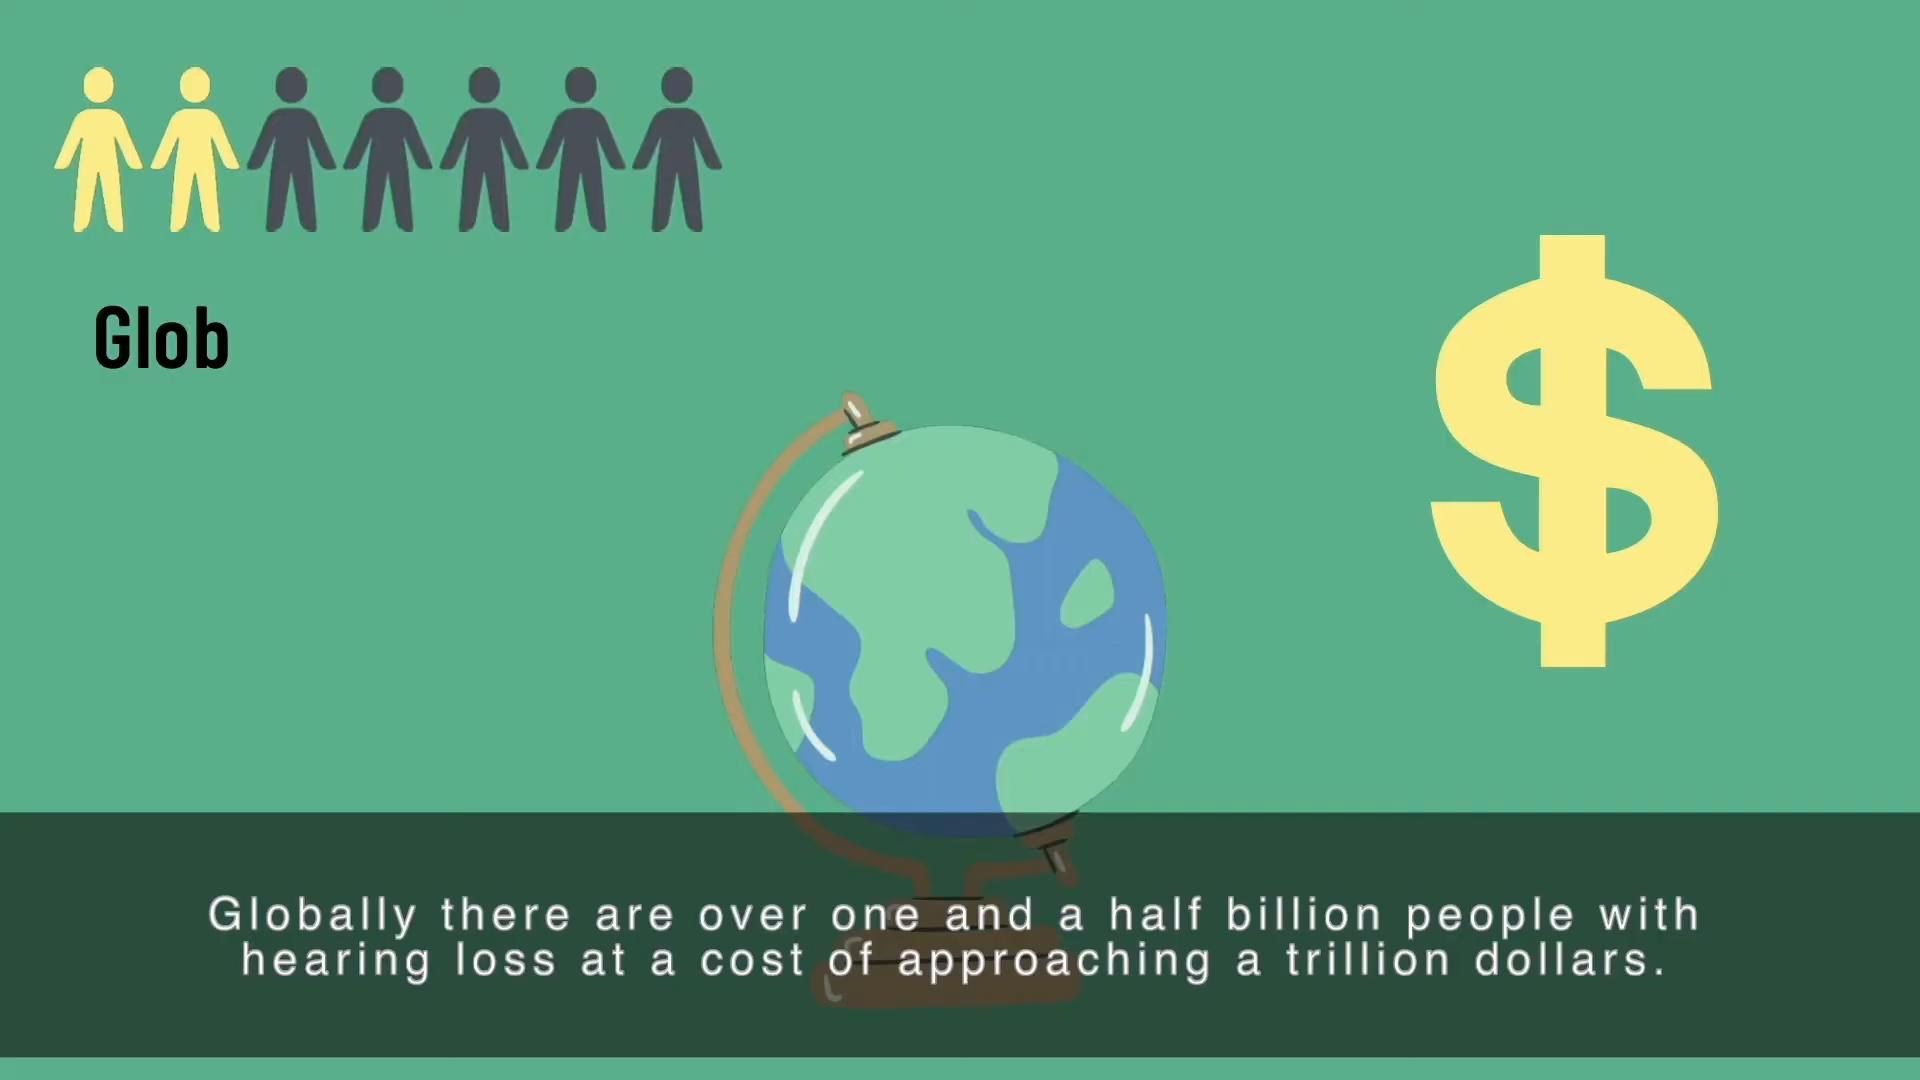 Glob
$
Globally there are over one and a half billion people with
hearing loss at a cost of approaching a trillion dollars.